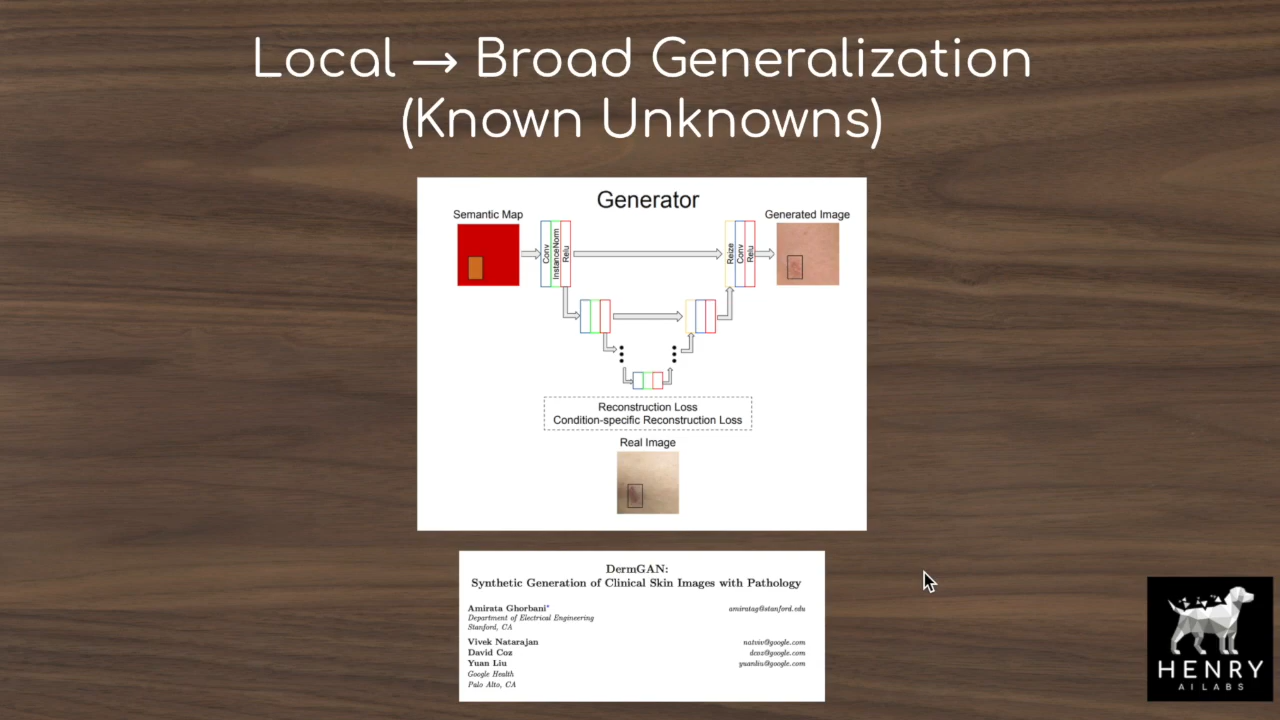 Local → Broad Generalization
(Known Unknowns)
Generator
Semantic Map
Generated Image
Conv
InstanceNorm
Relu
Reize
Conv
Relu
Reconstruction Loss
Condition-specific Reconstruction Loss
Real Image
DermGAN:
Synthetic Generation of Clinical Skin Images with Pathology
Amirata Ghorbani* amiratag@stanford.edu
Department of Electrical Engineering
Stanford, CA
Vivek Natarajan natviv@google.com
David Coz dcoz@google.com
Yuan Liu yuanliu@google.com
Google Health
Palo Alto, CA
HENRY
AI LABS